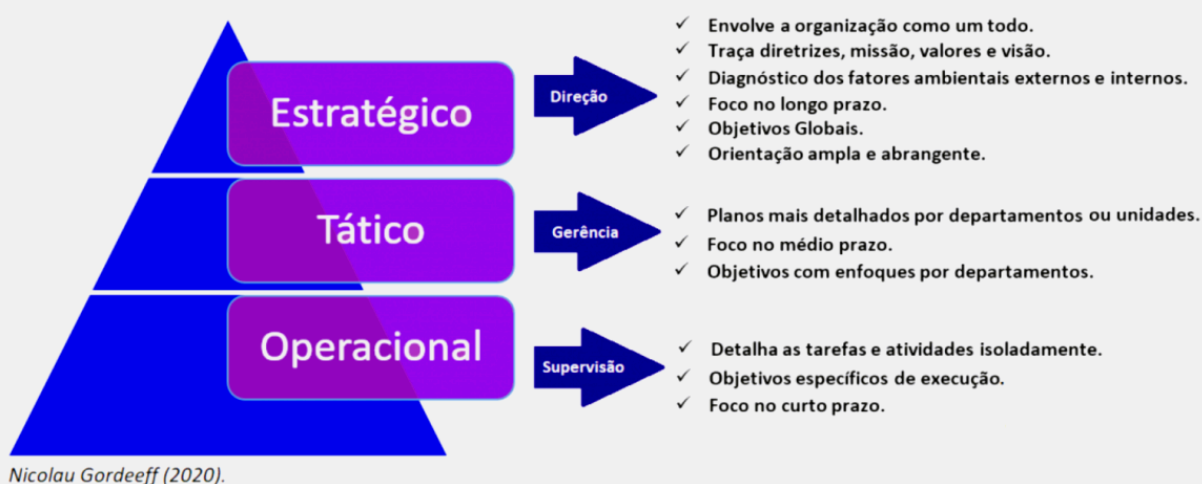 Estratégico
Direção
✓ Envolve a organização como um todo.
✓ Traça diretrizes, missão, valores e visão.
✓ Diagnóstico dos fatores ambientais externos e internos.
✓ Foco no longo prazo.
✓ Objetivos Globais.
✓ Orientação ampla e abrangente.
Tático
Gerência
✓ Planos mais detalhados por departamentos ou unidades.
✓ Foco no médio prazo.
✓ Objetivos com enfoques por departamentos.
Operacional
Supervisão
✓ Detalha as tarefas e atividades isoladamente.
✓ Objetivos específicos de execução.
✓ Foco no curto prazo.
Nicolau Gordeeff (2020).